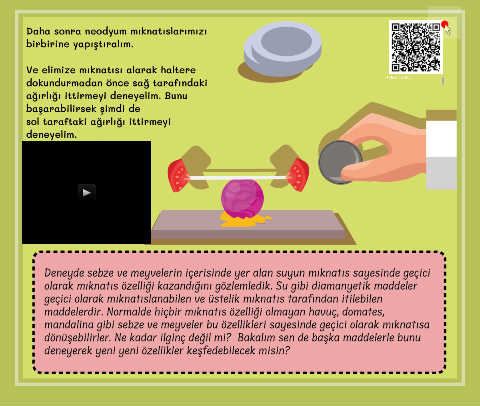 Daha sonra neodyum mıknatıslarımızı
birbirine yapıştıralım.
Ve elimize mıknatısı alarak haltere
dokundurmadan önce sağ tarafındaki
ağırlığı ittirmeyi deneyelim. Bunu
başarabilirsek şimdi de
sol taraftaki ağırlığı ittirmeyi
deneyelim.
Deneyde sebze ve meyvelerin içerisinde yer alan suyun mıknatıs sayesinde geçici
olarak mıknatıs özelliği kazandığını gözlemledik. Su gibi diamanyetik maddeler
geçici olarak mıknatıslanabilen ve üstelik mıknatıs tarafından itilebilen
maddelerdir. Normalde hiçbir mıknatıs özelliği olmayan havuç, domates,
mandalina gibi sebze ve meyveler bu özellikleri sayesinde geçici olarak mıknatısa
dönüşebilirler. Ne kadar ilginç değil mi? Bakalım sen de başka maddelerle bunu
deneyerek yeni yeni özellikler keşfedebilecek misin?